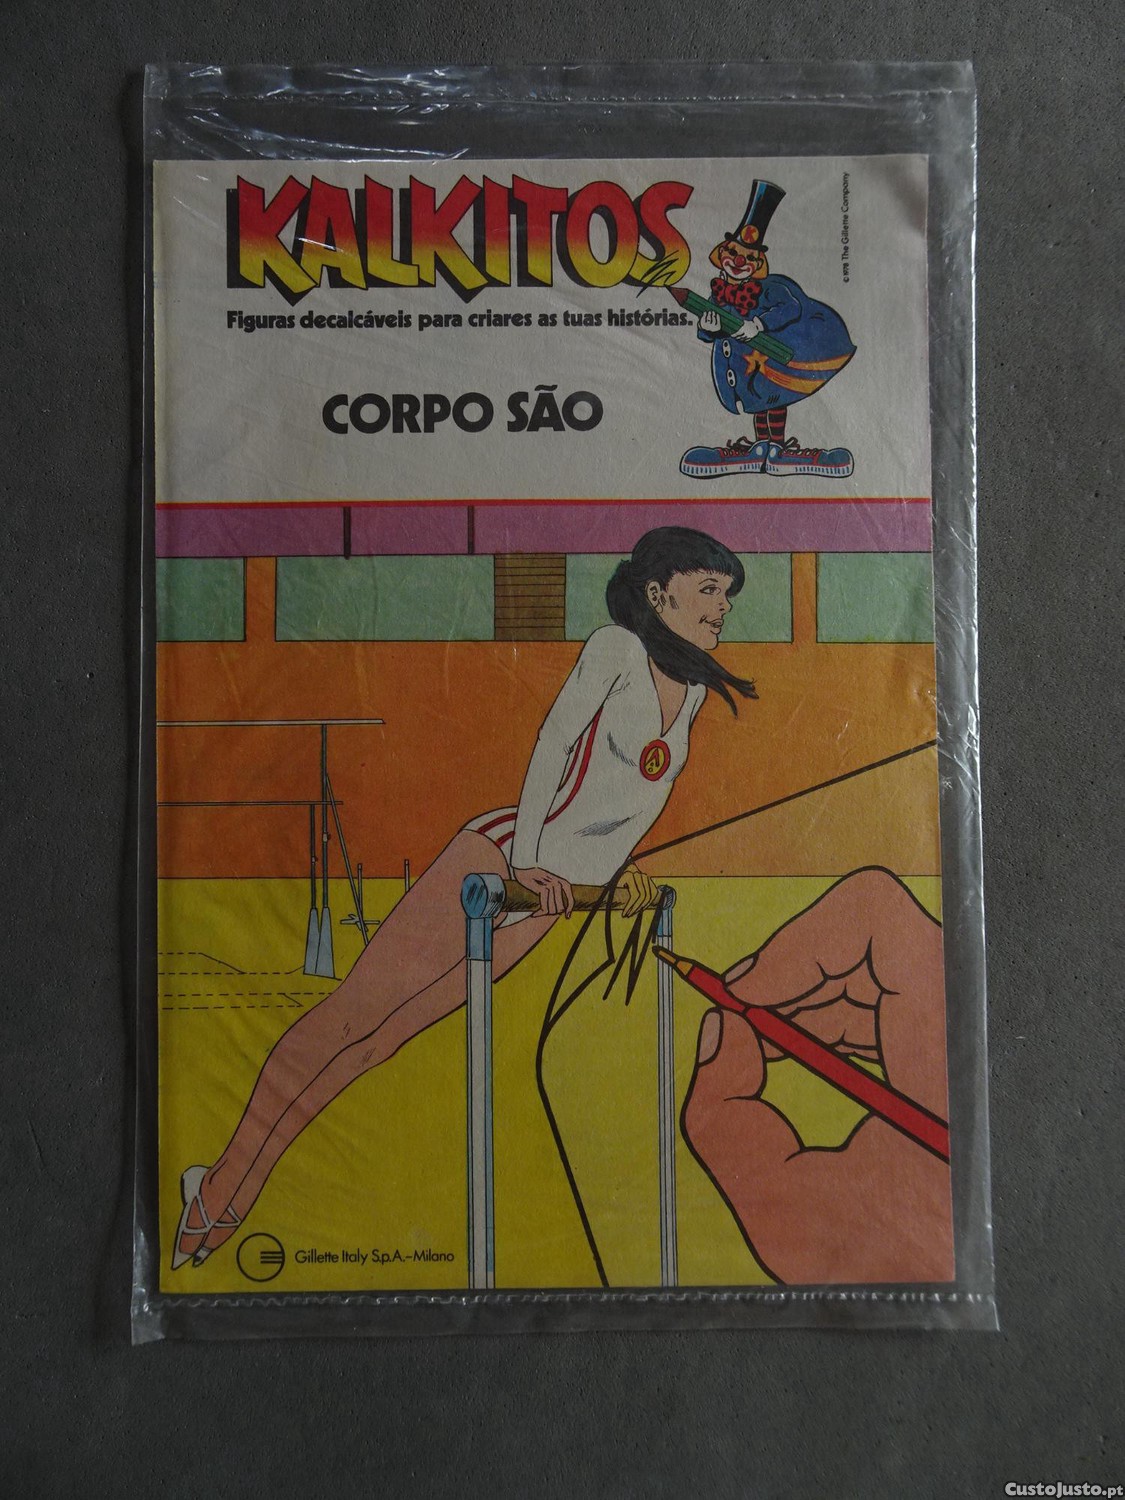 KALKITOS
Figuras decalcáveis para criares as tuas histórias.
© 1978 The Gillette Company
K
CORPO SÃO
A
Gillette Italy S.p.A.-Milano
CustoJusto.pt